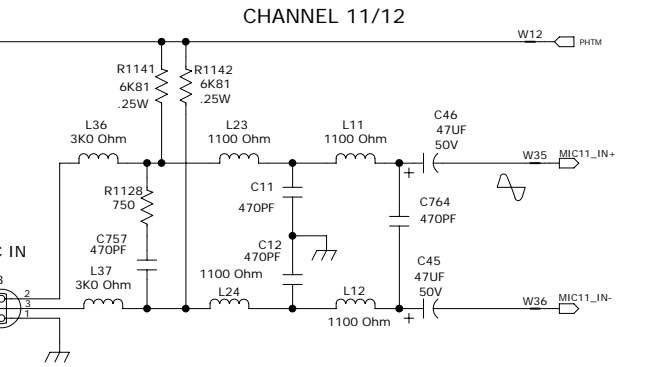 CHANNEL 11/12
W12
PHTM
R1141
6K81
.25W
R1142
6K81
.25W
L36
3K0 Ohm
L23
1100 Ohm
L11
1100 Ohm
C46
47UF
50V
W35
MIC11_IN+
+
R1128
750
C11
470PF
C764
470PF
C757
470PF
C12
470PF
C IN
3
L37
3K0 Ohm
1100 Ohm
L24
L12
1100 Ohm
C45
47UF
50V
+
W36
MIC11_IN-
2
3
1